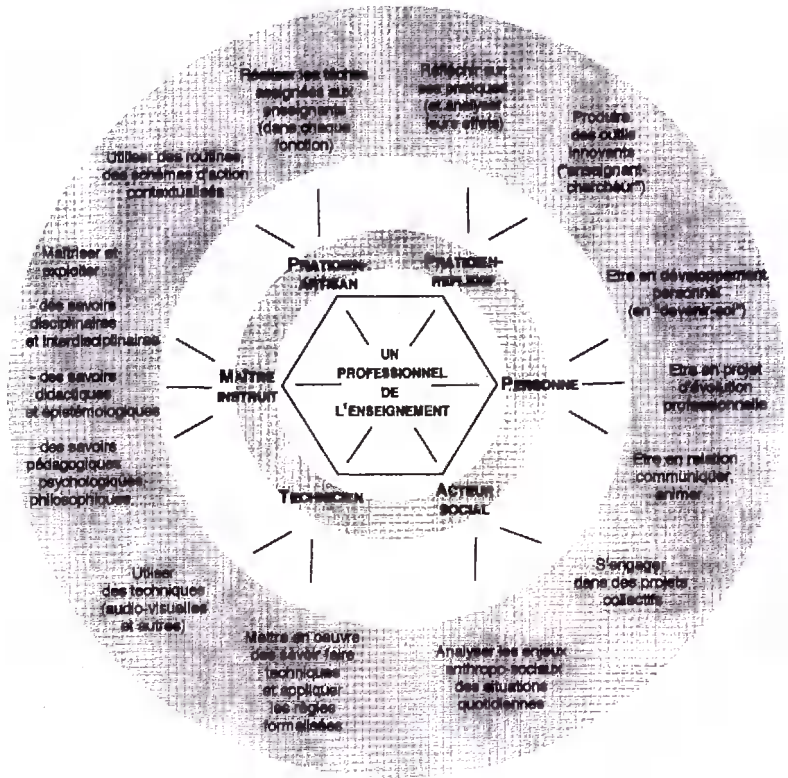 Réaliser les tâches
assignées aux
enseignants
(dans chaque
fonction)
Réfléchir sur
ses pratiques
(et analyser
leurs effets)
Produire
des outils
innovants
("enseignant-
chercheur")
Utiliser des routines,
des schémas d'action
contextualisés
Maîtriser et
exploiter
- des savoirs
disciplinaires
et interdisciplinaires
- des savoirs
didactiques
et épistémologiques
- des savoirs
pédagogiques
psychologiques,
philosophiques
Etre en développement
personnel
(en "devenir-soi")
Etre en projet
d'évolution
professionnelle
Etre en relation
communiquer,
animer
PRATICIEN-
ARTISAN
PRATICIEN-
RÉFLEXIF
MAÎTRE
INSTRUIT
UN
PROFESSIONNEL
DE
L'ENSEIGNEMENT
PERSONNE
TECHNICIEN
ACTEUR
SOCIAL
Utiliser
des techniques
(audio-visuelles
et autres)
Mettre en oeuvre
des savoir-faire
techniques
et appliquer
les règles
formalisées
Analyser les enjeux
anthropo-sociaux
des situations
quotidiennes
S'engager
dans des projets
collectifs